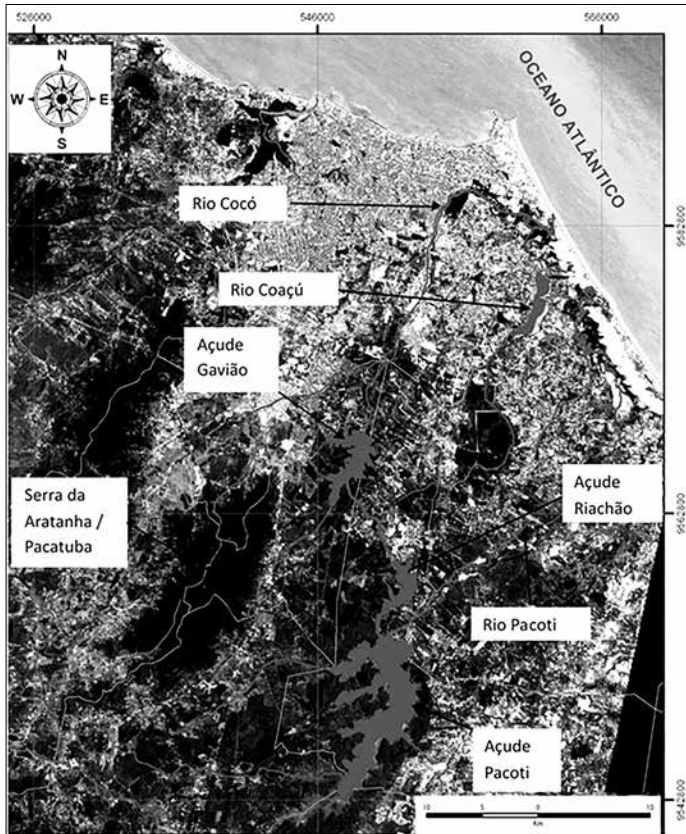 526000
546000
566000
N
W E
S
OCEANO ATLÂNTICO
Rio Cocó
9582800
Rio Coaçú
Açude
Gavião
Serra da
Aratanha /
Pacatuba
Açude
Riachão
9562800
Rio Pacoti
Açude
Pacoti
10 5 0 10
Km
9542800